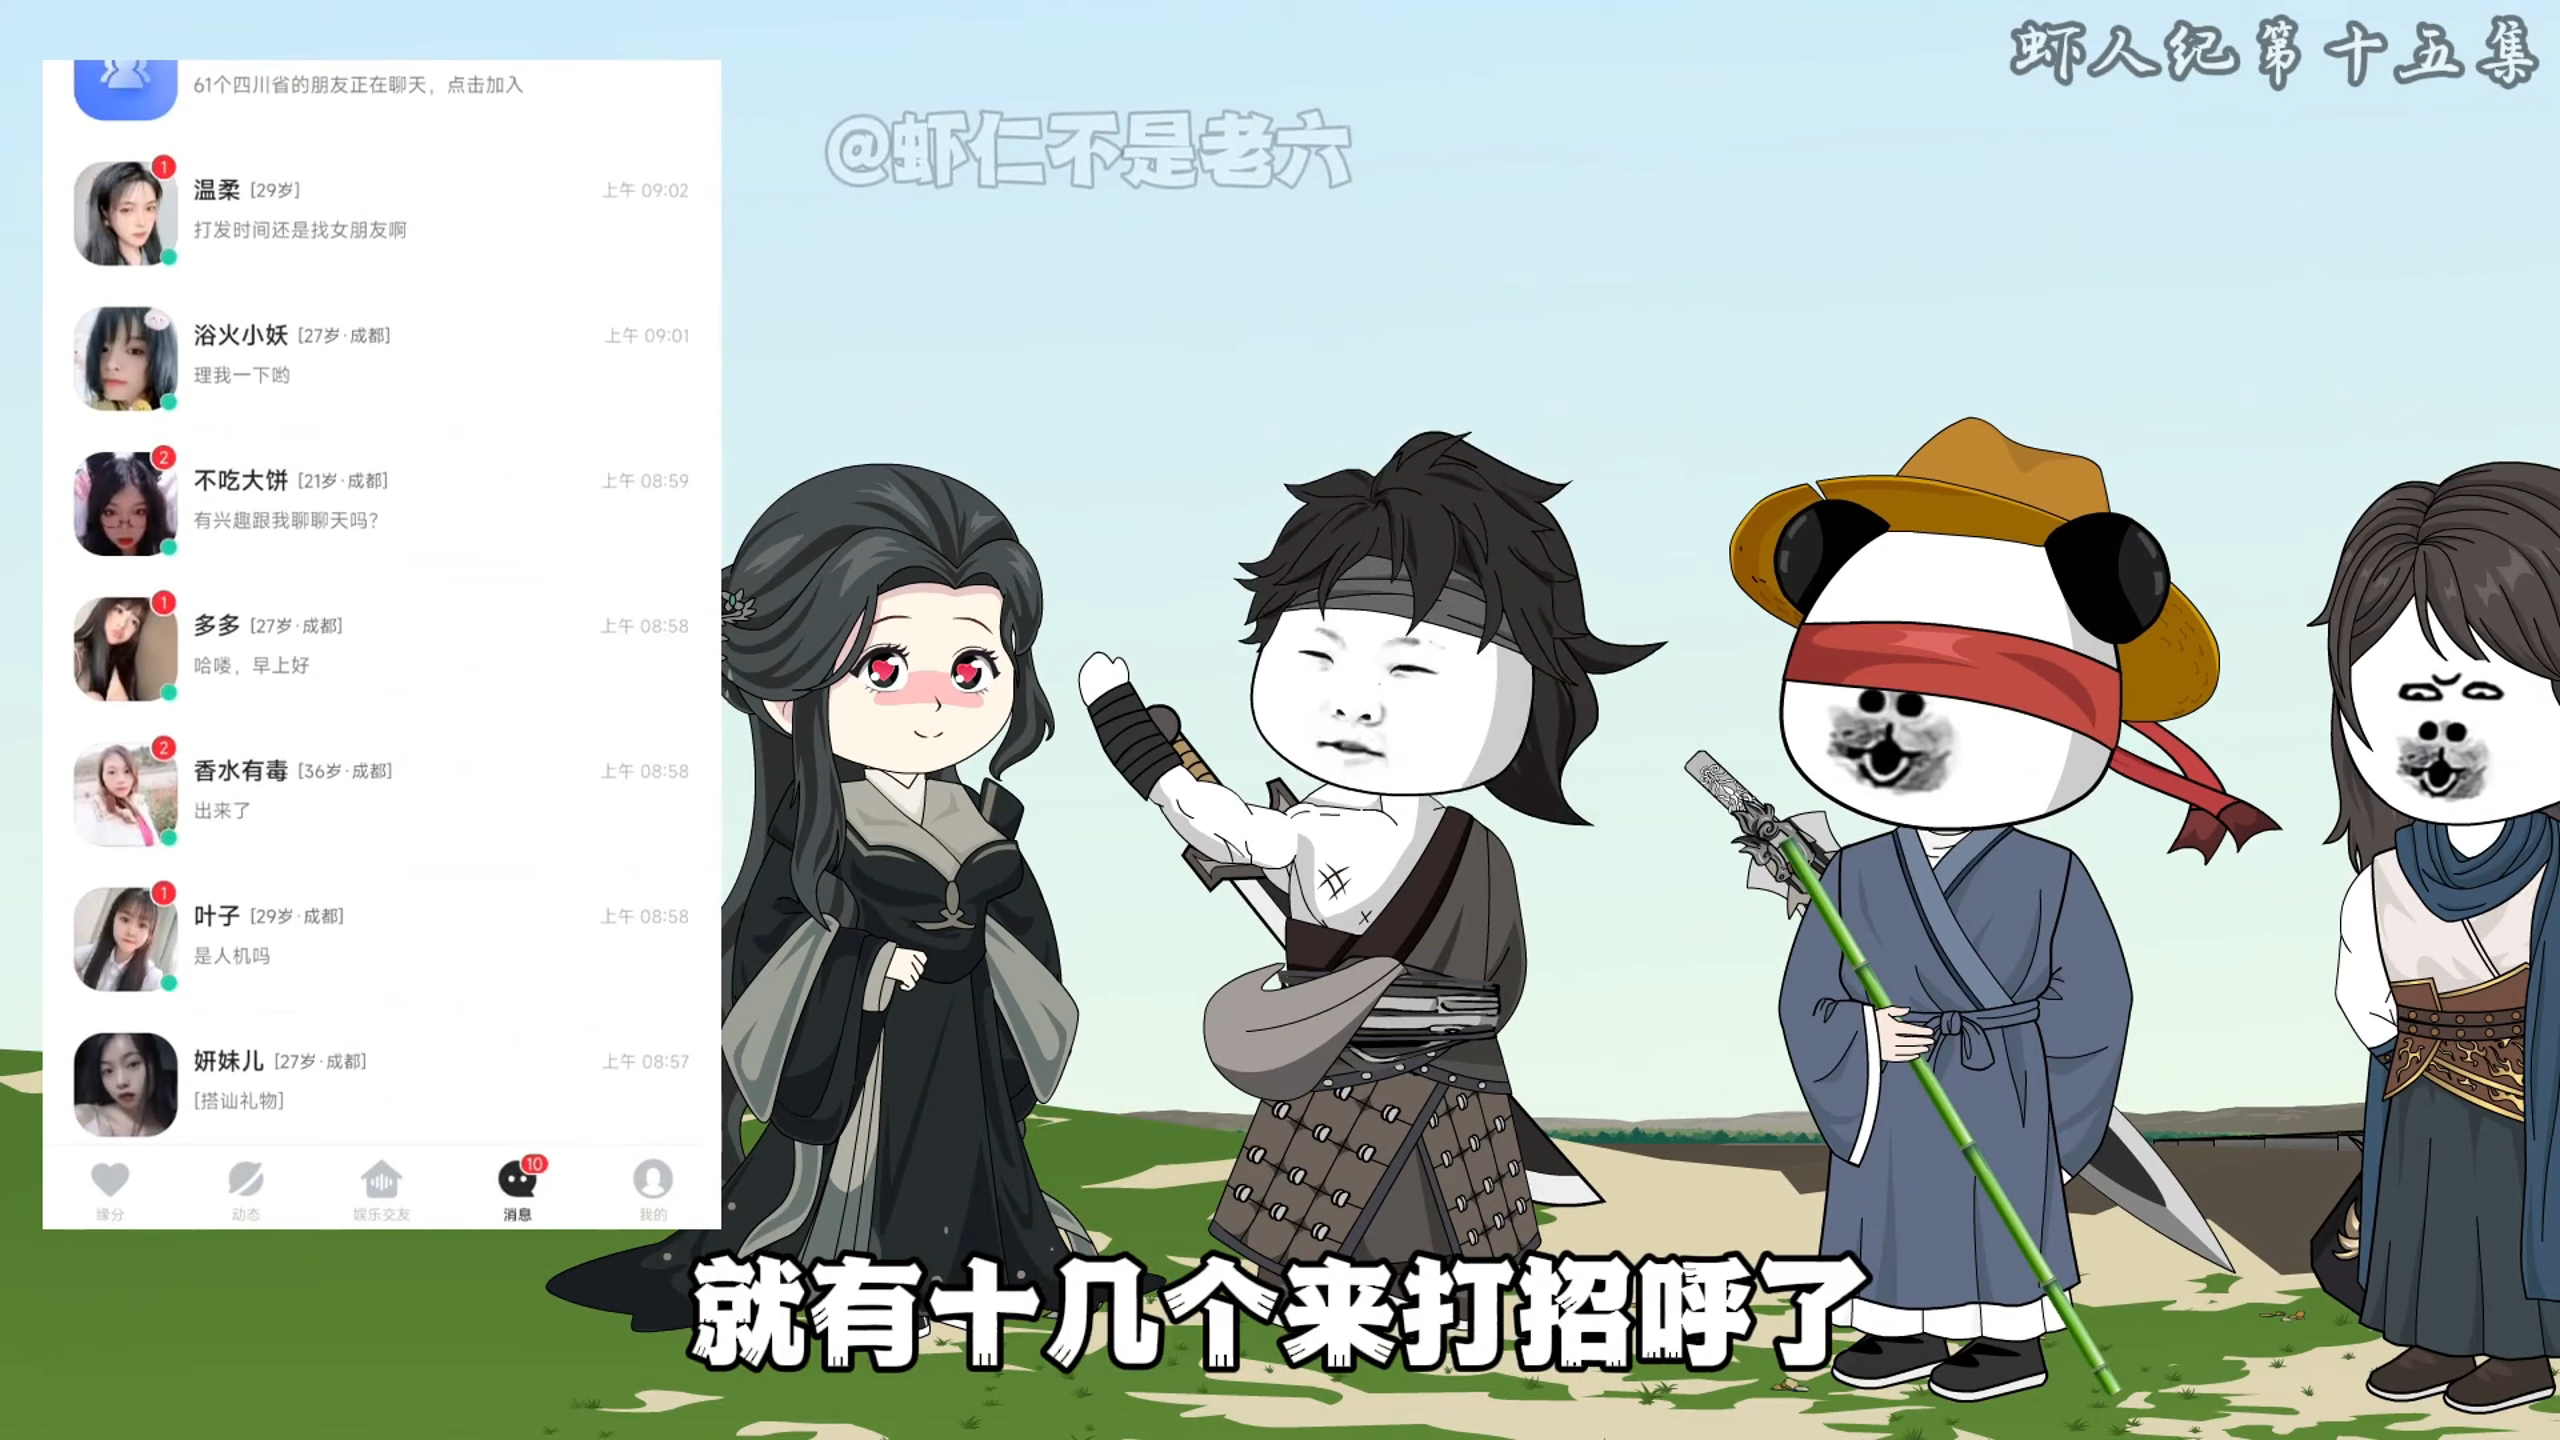 虾人纪第十五集
@虾仁不是老六
61个四川省的朋友正在聊天，点击加入
1
温柔 [29岁] 上午 09:02
打发时间还是找女朋友啊
浴火小妖 [27岁·成都] 上午 09:01
理我一下哟
2
不吃大饼 [21岁·成都] 上午 08:59
有兴趣跟我聊聊天吗?
1
多多 [27岁·成都] 上午 08:58
哈喽，早上好
2
香水有毒 [36岁·成都] 上午 08:58
出来了
1
叶子 [29岁·成都] 上午 08:58
是人机吗
妍妹儿 [27岁·成都] 上午 08:57
[搭讪礼物]
10
缘分 动态 娱乐交友 消息 我的
就有十几个来打招呼了